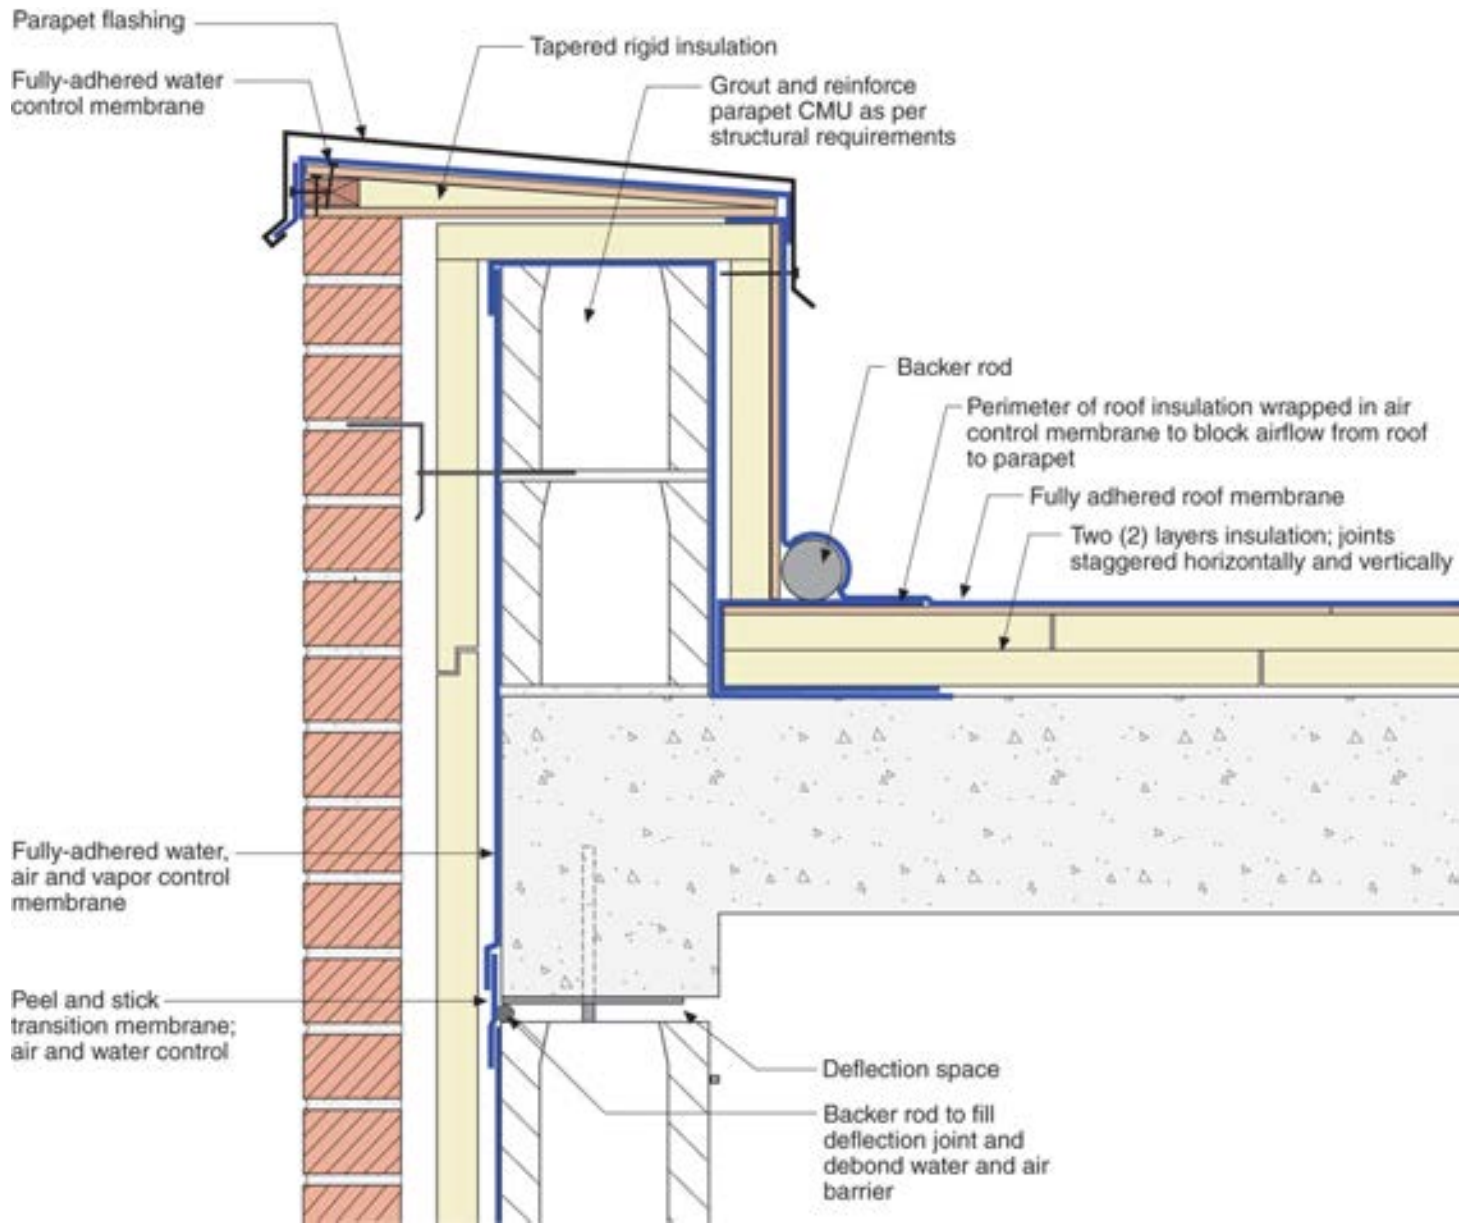 Parapet flashing
Tapered rigid insulation
Fully-adhered water
control membrane
Grout and reinforce
parapet CMU as per
structural requirements
Backer rod
Perimeter of roof insulation wrapped in air
control membrane to block airflow from roof
to parapet
Fully adhered roof membrane
Two (2) layers insulation; joints
staggered horizontally and vertically
Fully-adhered water,
air and vapor control
membrane
Peel and stick
transition membrane;
air and water control
Deflection space
Backer rod to fill
deflection joint and
debond water and air
barrier